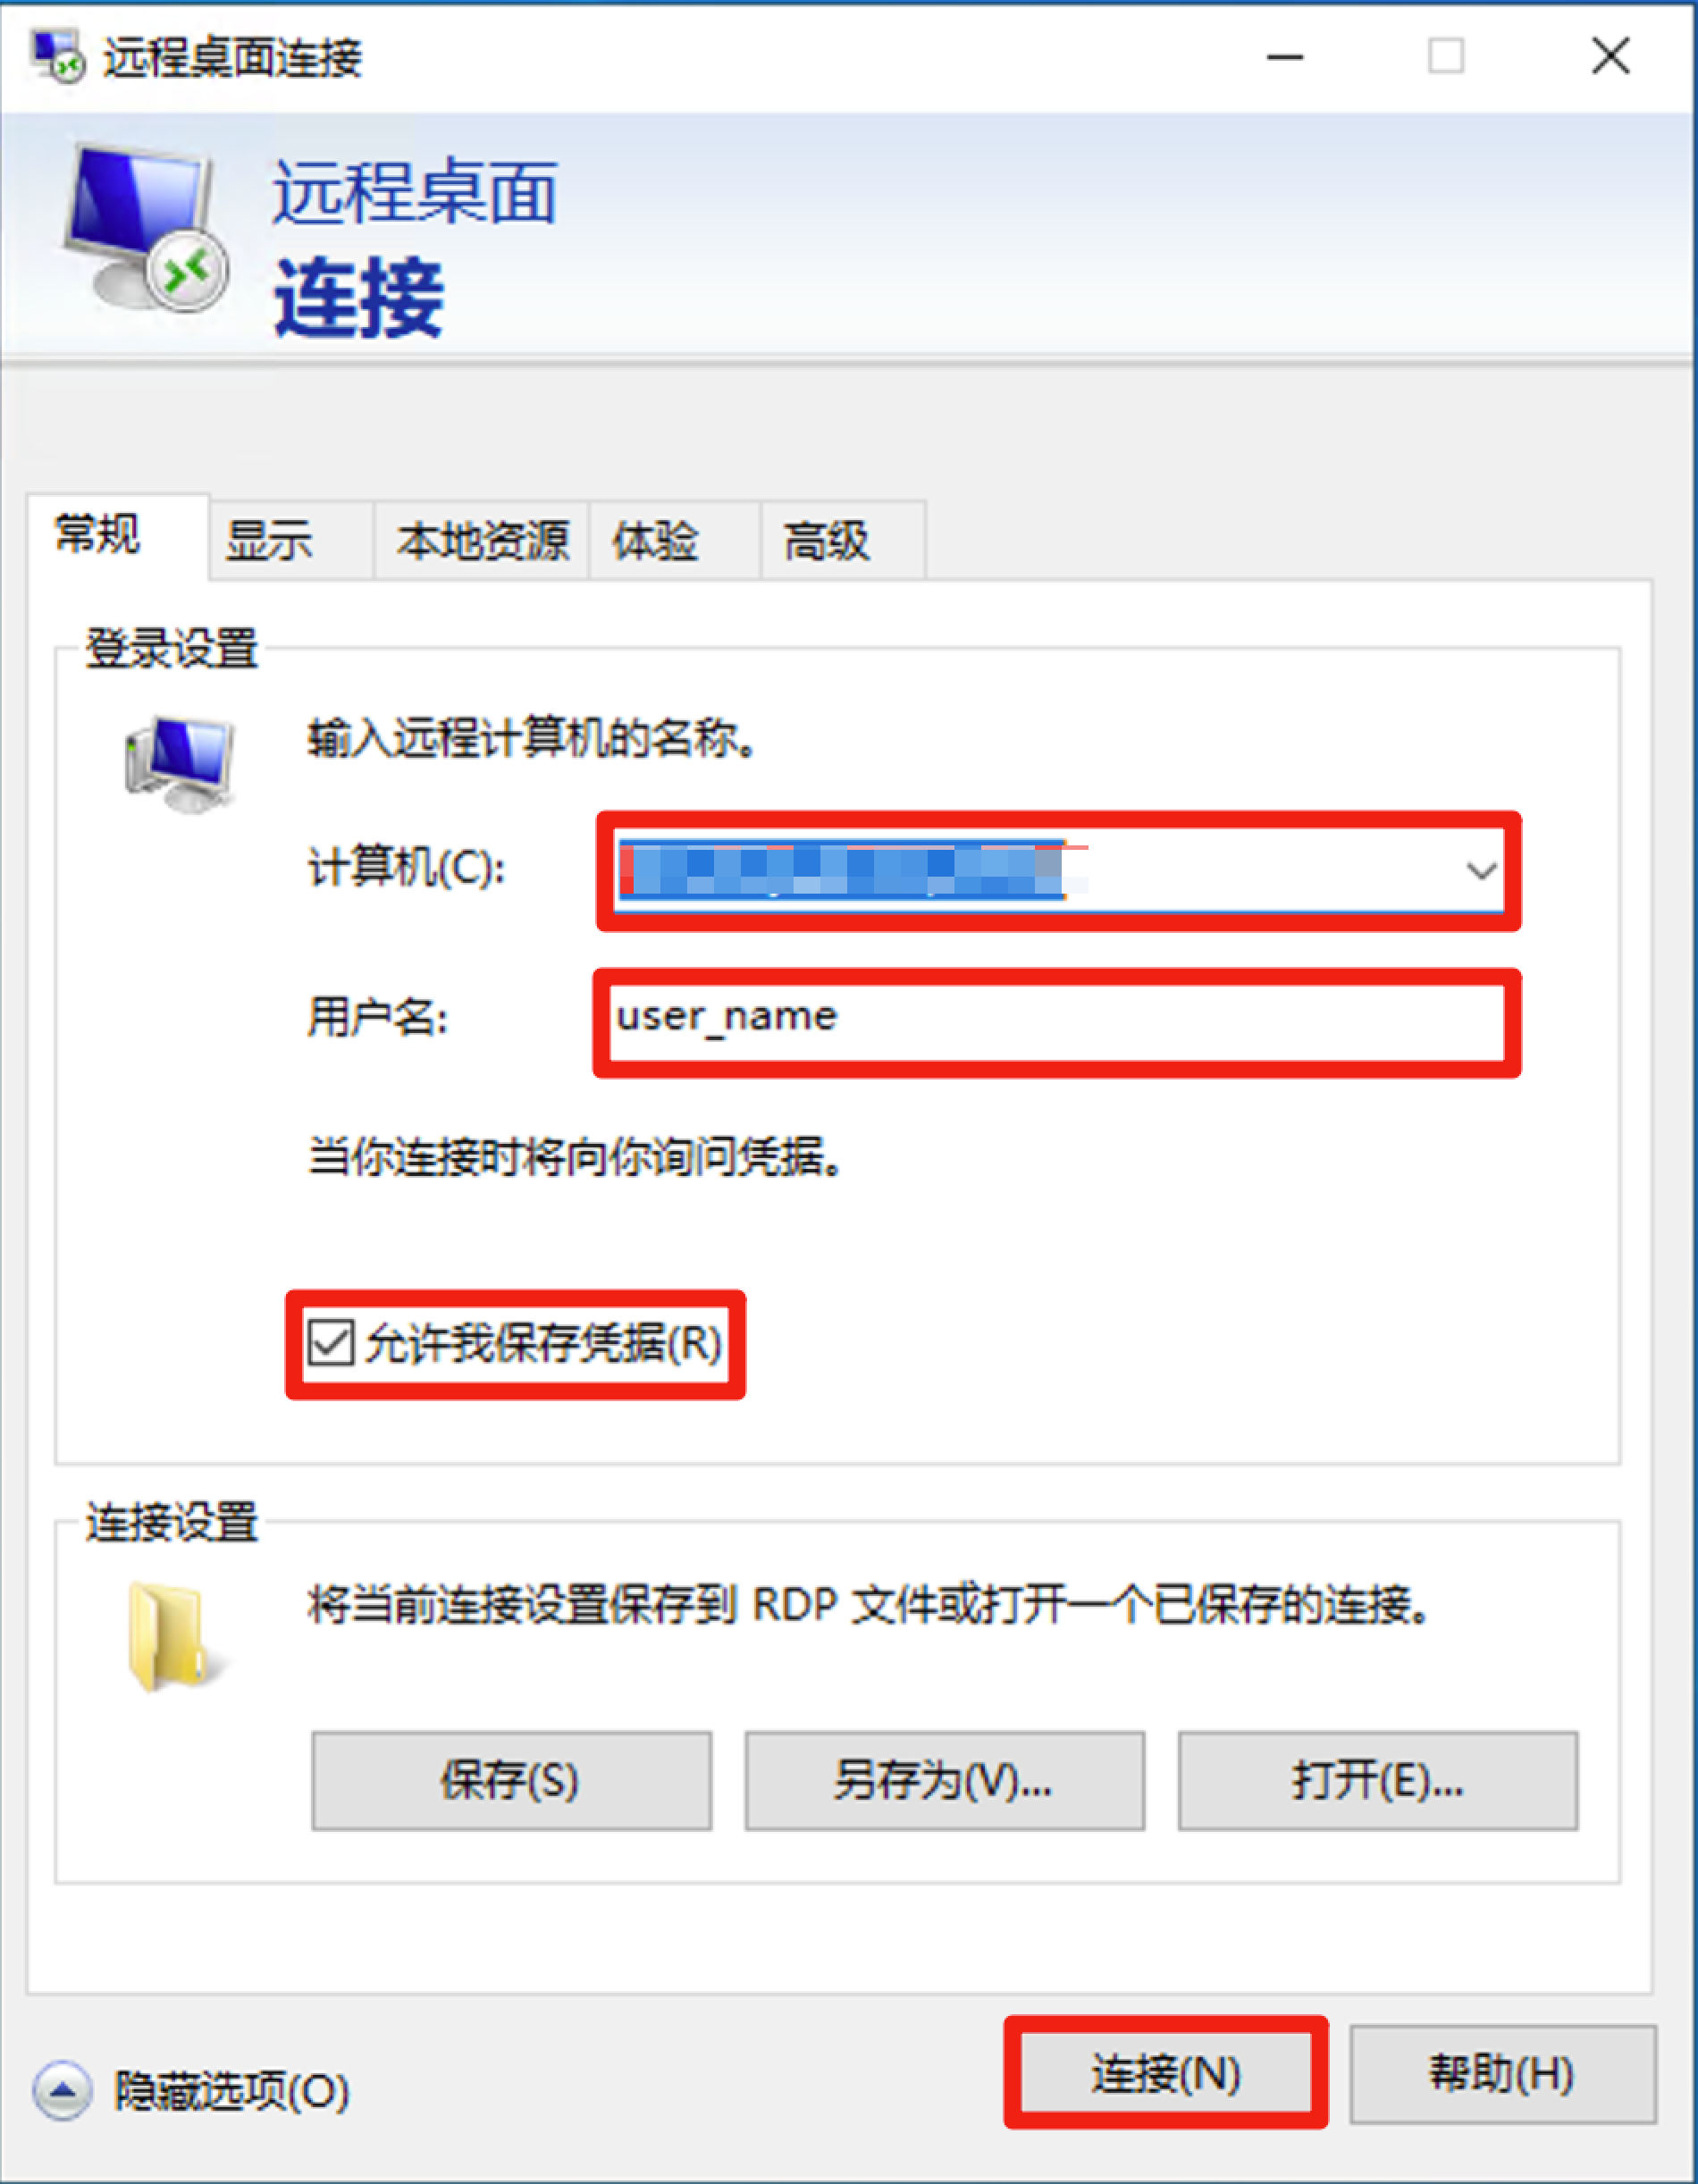 远程桌面连接
远程桌面
连接
常规 显示 本地资源 体验 高级
登录设置
输入远程计算机的名称。
计算机(C):
用户名: user_name
当你连接时将向你询问凭据。
允许我保存凭据(R)
连接设置
将当前连接设置保存到 RDP 文件或打开一个已保存的连接。
保存(S) 另存为(V)... 打开(E)...
隐藏选项(O) 连接(N) 帮助(H)